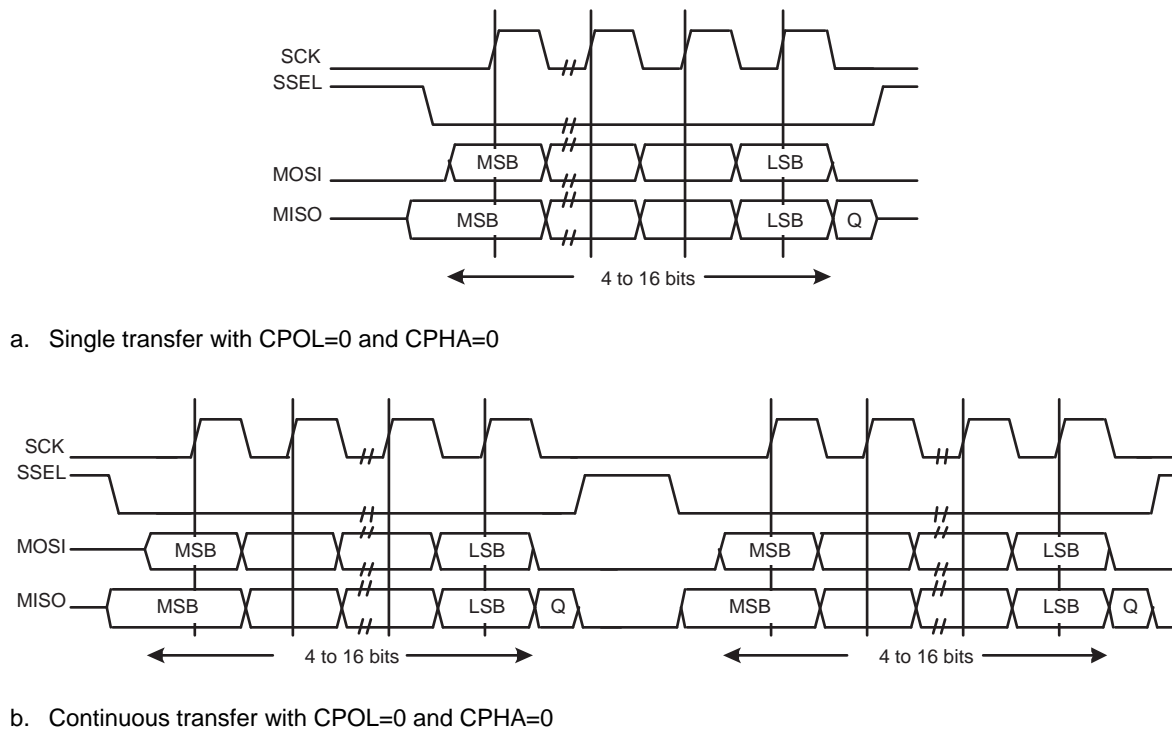 SCK
SSEL
MOSI MSB LSB
MISO MSB LSB Q
4 to 16 bits
a. Single transfer with CPOL=0 and CPHA=0
SCK
SSEL
MOSI MSB LSB MSB LSB
MISO MSB LSB Q MSB LSB Q
4 to 16 bits 4 to 16 bits
b. Continuous transfer with CPOL=0 and CPHA=0